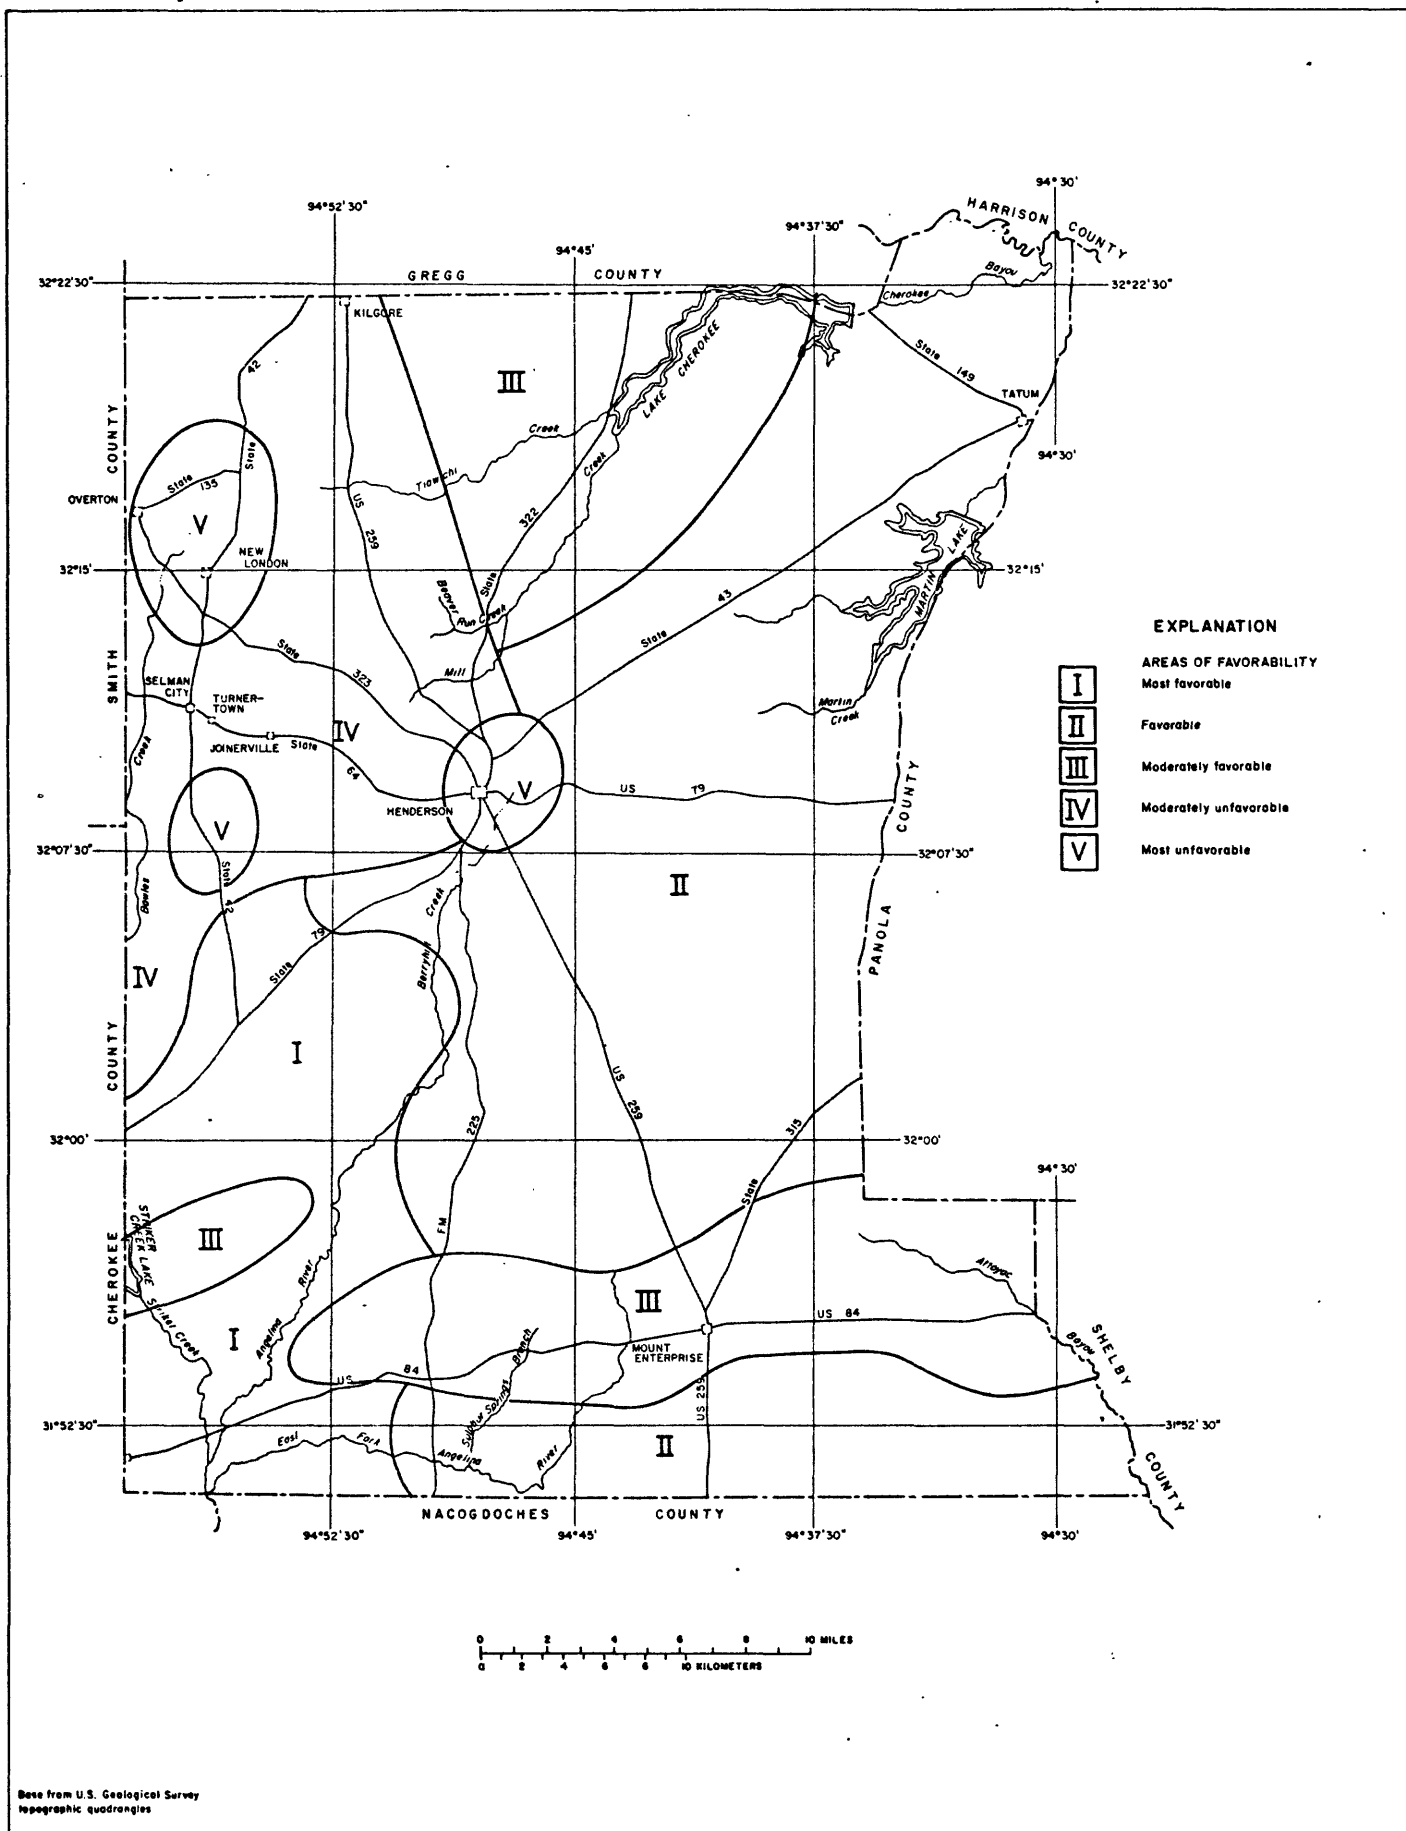 94°30'
HARRISON COUNTY
94°52'30"
94°37'30"
94°45'
GREGG COUNTY
32°22'30"
32°22'30"
Bayou
Cherokee
KILGORE
State 149
42
III
LAKE CHEROKEE
TATUM
COUNTY
Creek
94°30'
State
State 135
Creek
Tiawichi
OVERTON
US 259
322
V
LAKE
NEW LONDON
32°15'
32°15'
MARTIN
State
Beaver Run Creek
43
State
EXPLANATION
State
AREAS OF FAVORABILITY
SMITH
323
Mill
I
Most favorable
SELMAN CITY
TURNER-TOWN
Martin Creek
II
Favorable
IV
JOINERVILLE
State 64
Creek
III
Moderately favorable
US 79
V
HENDERSON
COUNTY
IV
Moderately unfavorable
V
32°07'30"
32°07'30"
V
Most unfavorable
State 42
II
Bowles
Creek
Berryhill
79
State
PANOLA
IV
COUNTY
I
US 259
225
315
32°00'
32°00'
94°30'
State
STRIKER CREEK LAKE
III
FM
CHEROKEE
Attoyac
River
Striker Creek
III
US 84
I
Angelina
SHELBY
Bayou
MOUNT ENTERPRISE
Branch
84
US
US 259
Sulphur Springs
31°52'30"
31°52'30"
East Fork
Angelina
River
II
COUNTY
NACOGDOCHES COUNTY
94°52'30"
94°45'
94°37'30"
94°30'
0 2 4 6 8 10 MILES
0 2 4 6 6 10 KILOMETERS
Base from U.S. Geological Survey
topographic quadrangles